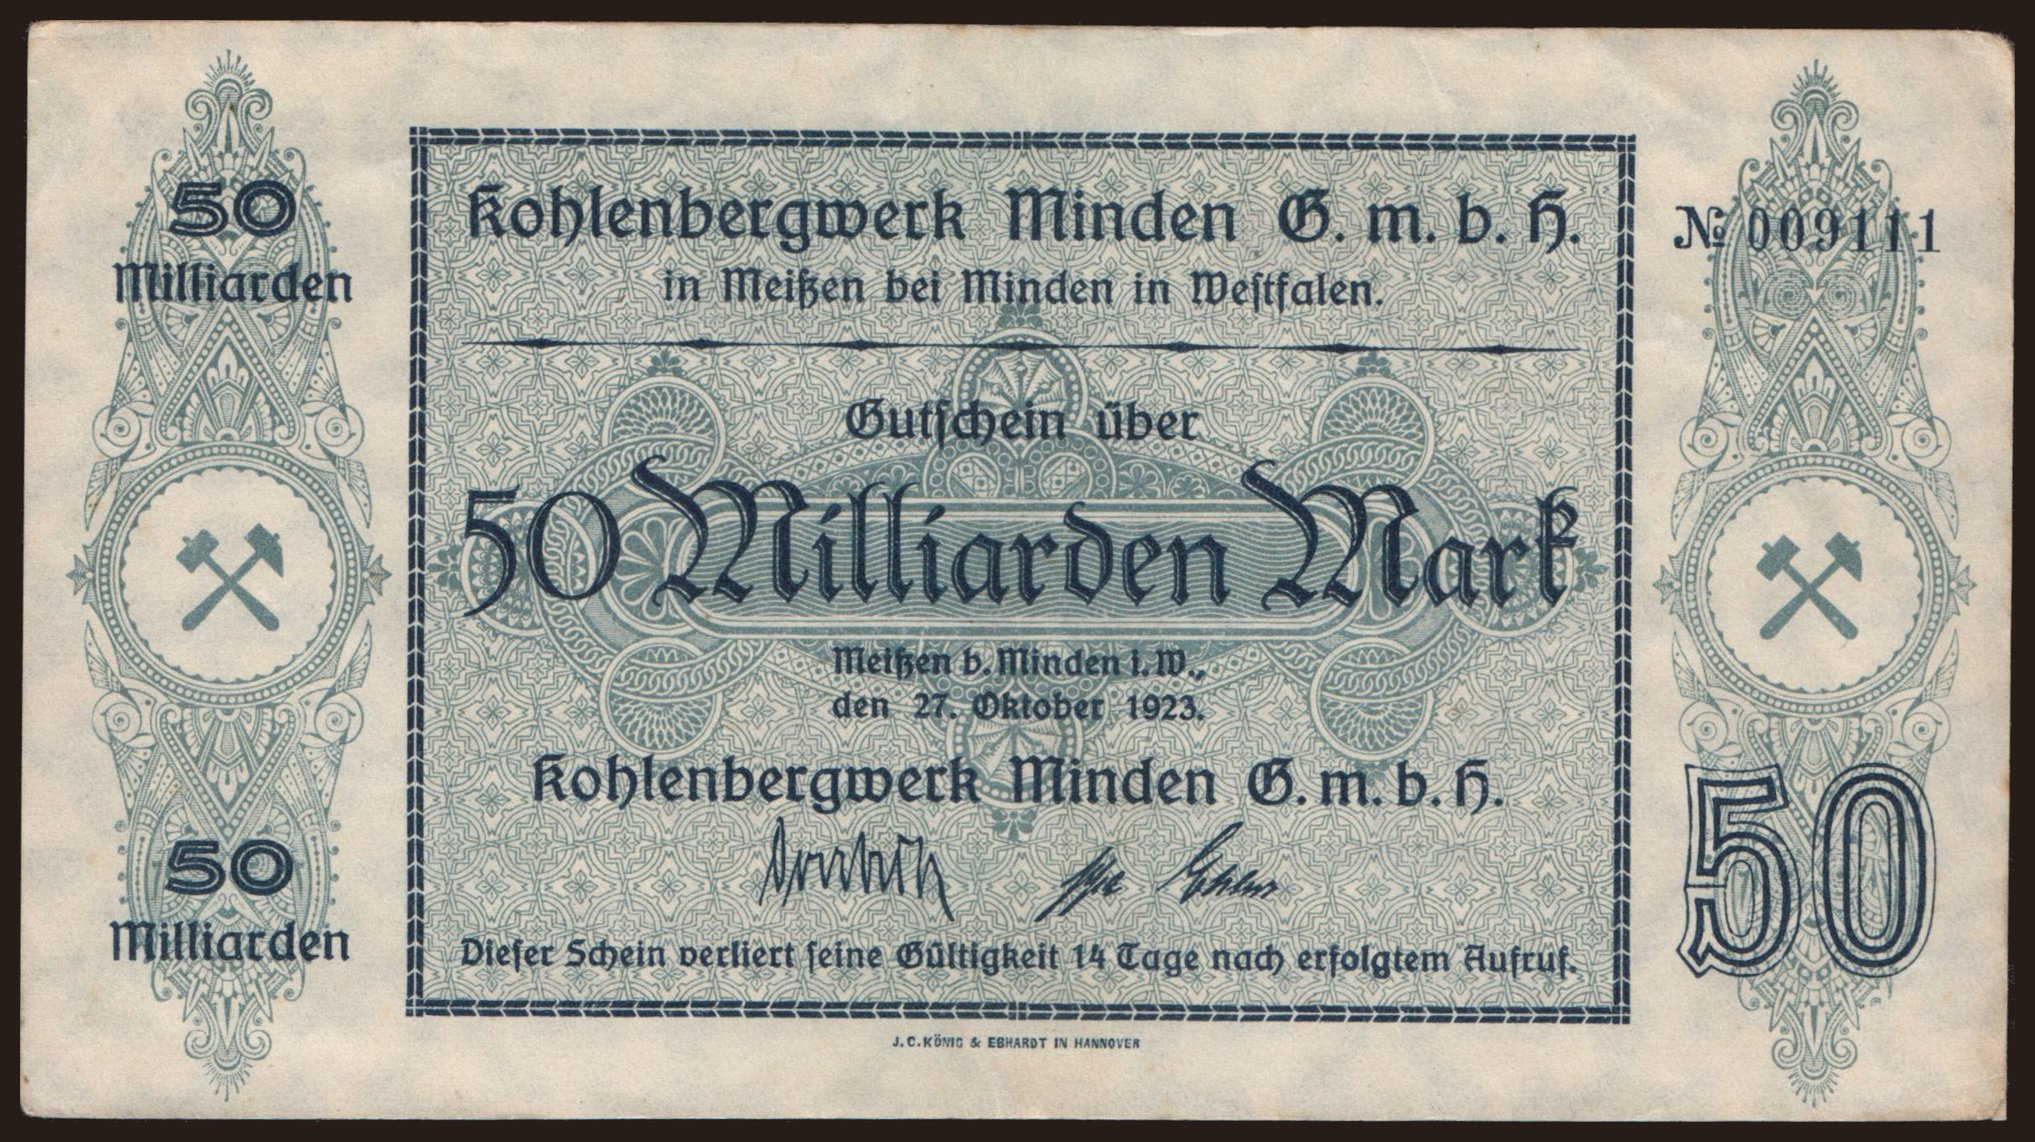 50
Milliarden
Kohlenbergwerk Minden G. m. b. H.
№ 009111
in Meißen bei Minden in Westfalen.
Gutschein über
50 Milliarden Mark
Meißen b. Minden i. W.,
den 27. Oktober 1923.
Kohlenbergwerk Minden G. m. b. H.
50
Milliarden
50
Dieser Schein verliert seine Gültigkeit 14 Tage nach erfolgtem Aufruf.
J. C. KÖNIG & EBHARDT IN HANNOVER